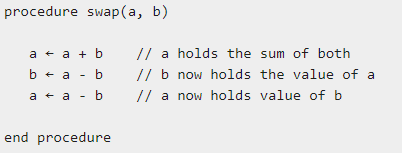 procedure swap(a, b)
a ← a + b // a holds the sum of both
b ← a - b // b now holds the value of a
a ← a - b // a now holds value of b
end procedure